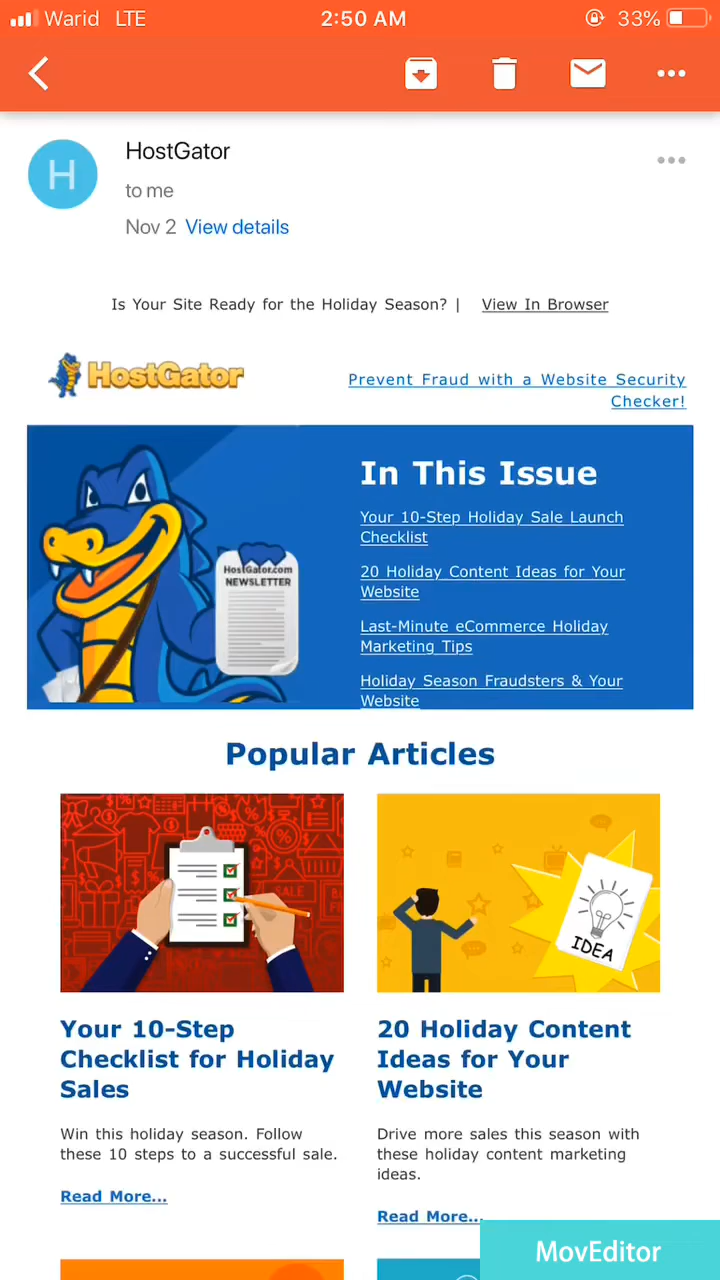 Warid LTE 2:50 AM 33%
H
HostGator
to me
Nov 2 View details
Is Your Site Ready for the Holiday Season? | View In Browser
HostGator
Prevent Fraud with a Website Security
Checker!
In This Issue
Your 10-Step Holiday Sale Launch
Checklist
20 Holiday Content Ideas for Your
Website
Last-Minute eCommerce Holiday
Marketing Tips
Holiday Season Fraudsters & Your
Website
HostGator.com
NEWSLETTER
Popular Articles
SALE
IDEA
Your 10-Step
Checklist for Holiday
Sales
Win this holiday season. Follow
these 10 steps to a successful sale.
Read More...
20 Holiday Content
Ideas for Your
Website
Drive more sales this season with
these holiday content marketing
ideas.
Read More...
MovEditor